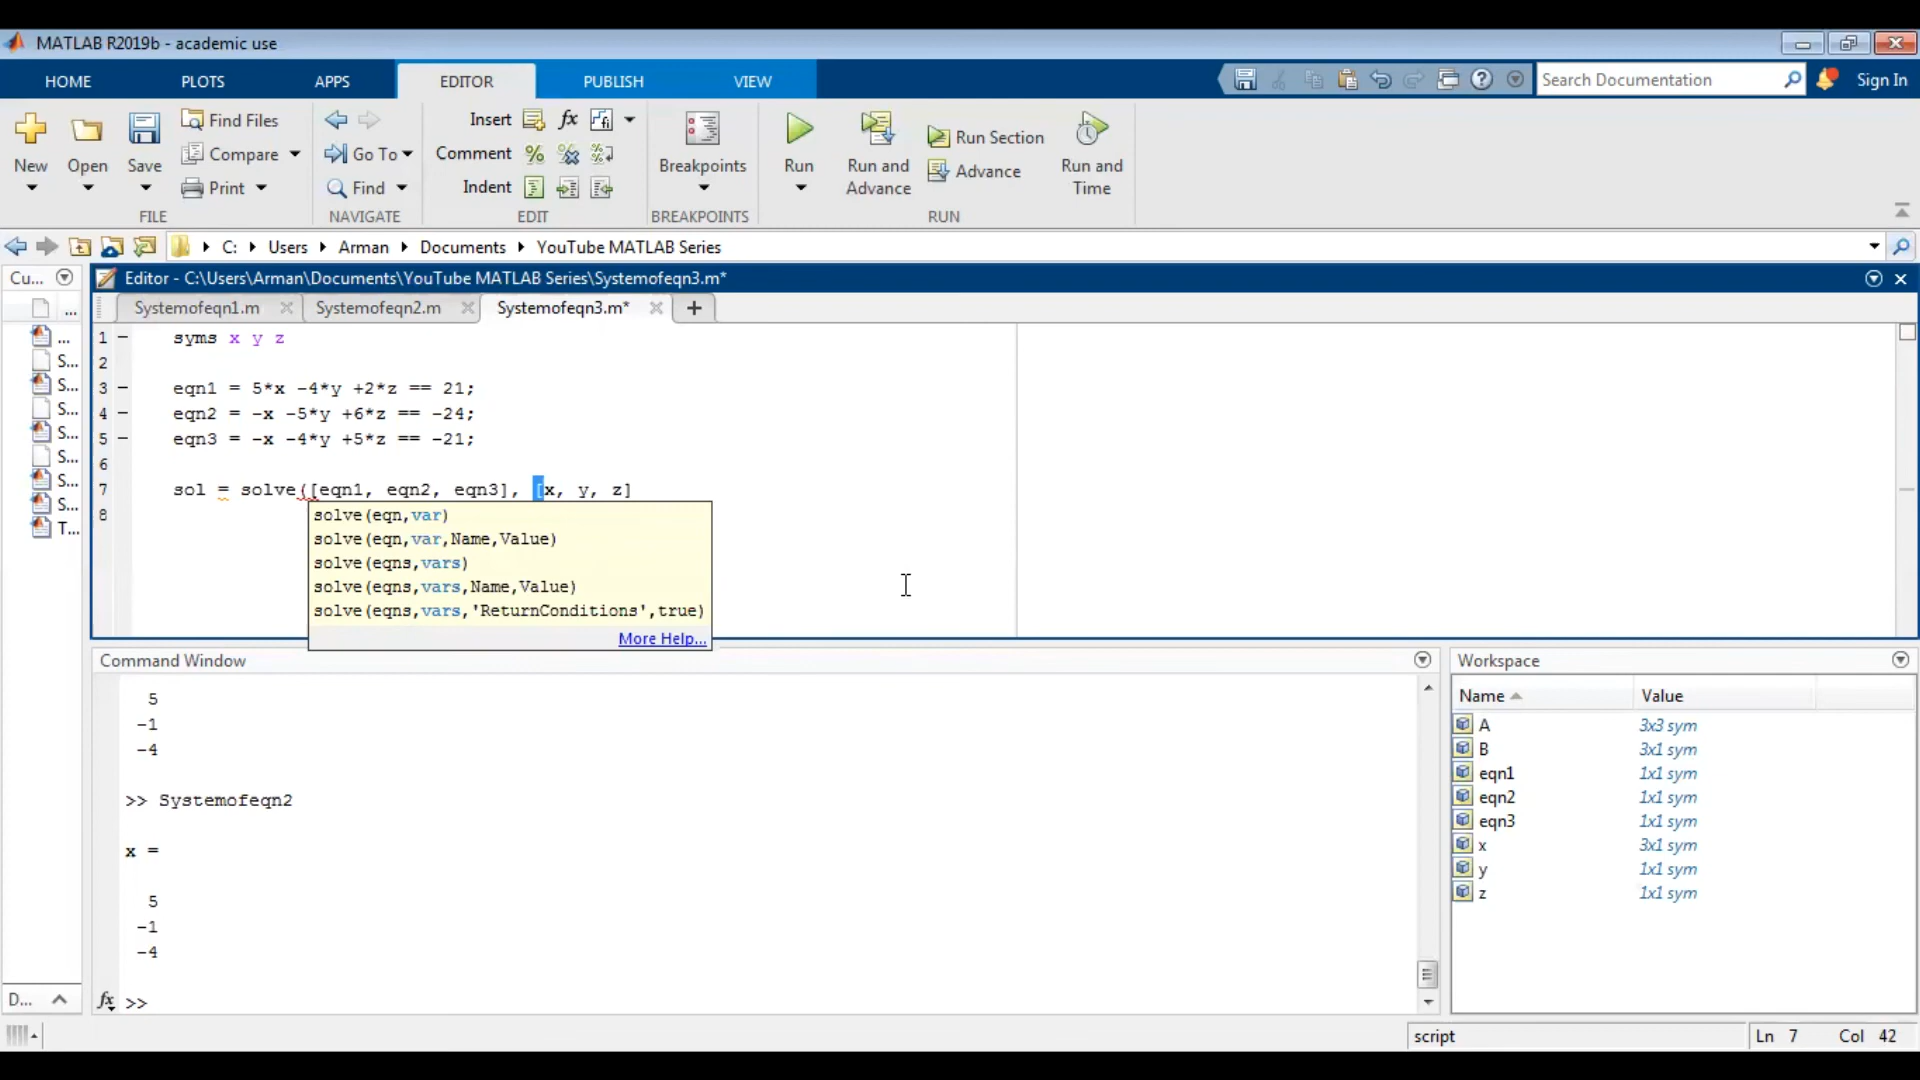 MATLAB R2019b - academic use
HOME PLOTS APPS EDITOR PUBLISH VIEW
Search Documentation
Sign In
New Open Save
Find Files
Compare
Print
FILE
Go To
Find
NAVIGATE
Insert fx
Comment
Indent
EDIT
Breakpoints
BREAKPOINTS
Run
Run and Advance
Run Section
Advance
Run and Time
RUN
C: Users Arman Documents YouTube MATLAB Series
Cu...
Editor - C:\Users\Arman\Documents\YouTube MATLAB Series\Systemofeqn3.m*
Systemofeqn1.m Systemofeqn2.m Systemofeqn3.m*
...
...
S...
S...
S...
S...
S...
S...
S...
T...
1 – syms x y z
2
3 – eqn1 = 5*x -4*y +2*z == 21;
4 – eqn2 = -x -5*y +6*z == -24;
5 – eqn3 = -x -4*y +5*z == -21;
6
7 sol = solve([eqn1, eqn2, eqn3], [x, y, z]
8
solve(eqn,var)
solve(eqn,var,Name,Value)
solve(eqns,vars)
solve(eqns,vars,Name,Value)
solve(eqns,vars,'ReturnConditions',true)
More Help...
Command Window
5
-1
-4
>> Systemofeqn2
x =
5
-1
-4
fx >>
Workspace
Name Value
A 3x3 sym
B 3x1 sym
eqn1 1x1 sym
eqn2 1x1 sym
eqn3 1x1 sym
x 3x1 sym
y 1x1 sym
z 1x1 sym
D...
script
Ln 7 Col 42